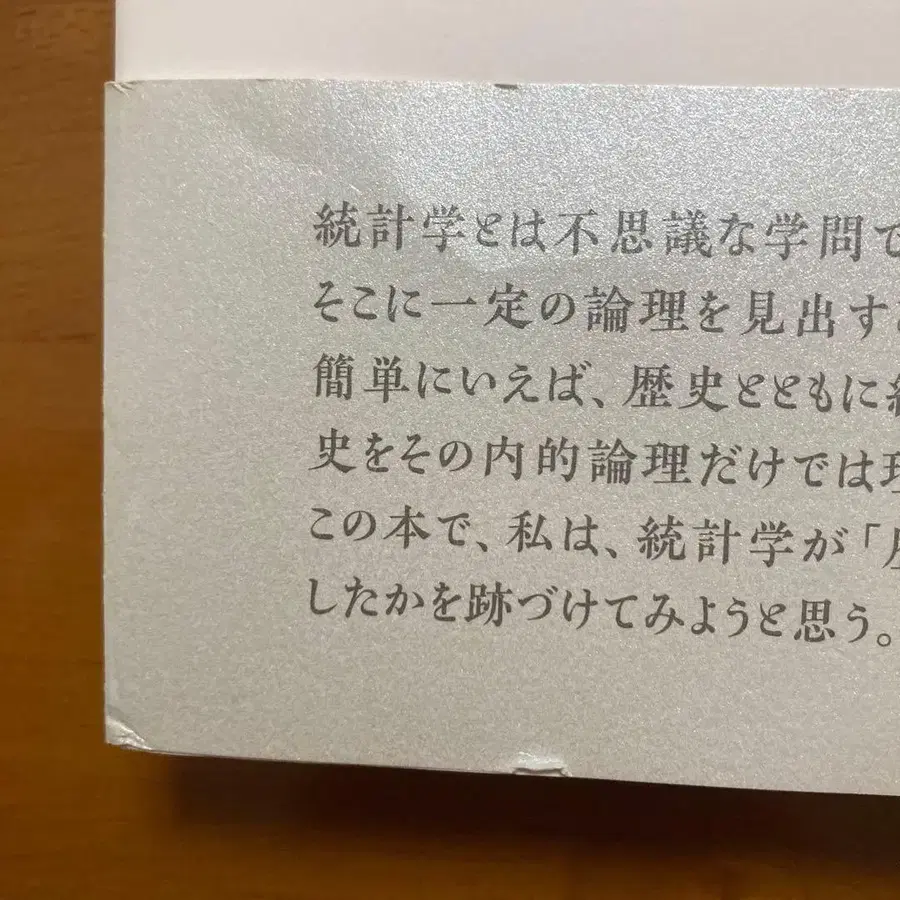 統計学とは不思議な学問で
そこに一定の論理を見出す
簡単にいえば、歴史とともに
史をその内的論理だけでは
この本で、私は、統計学が「
したかを跡づけてみようと思う。